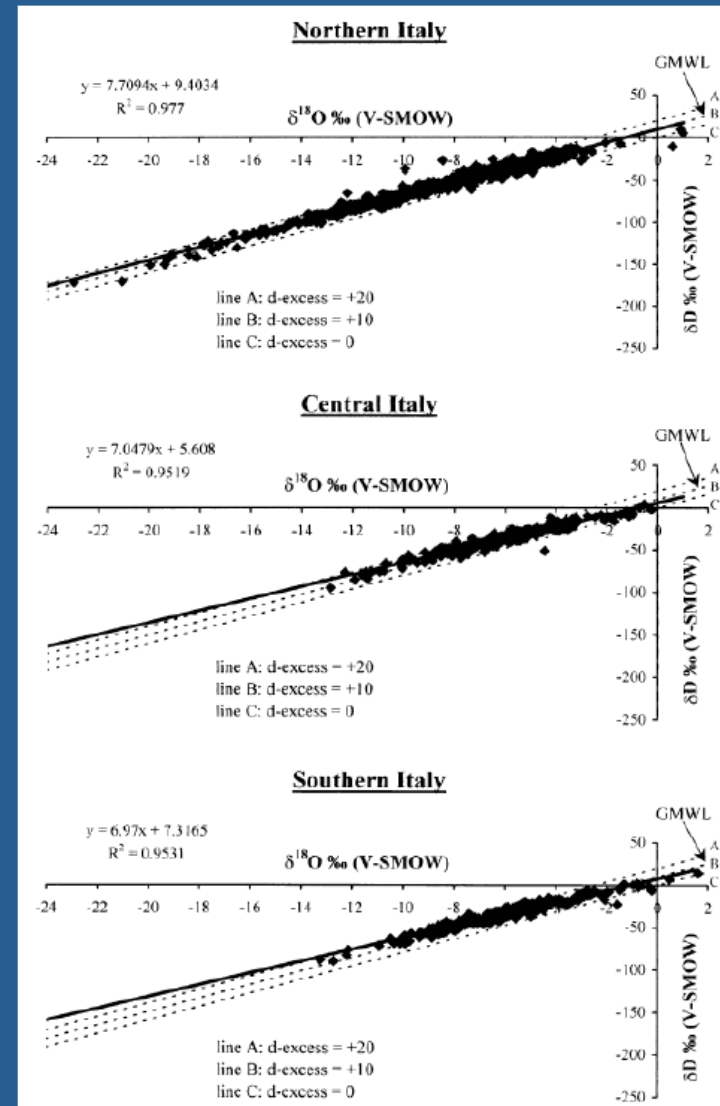 Northern Italy
GMWL
y = 7.7094x + 9.4034
R² = 0.977
δ¹⁸O ‰ (V-SMOW)
50
A
B
C
-24 -22 -20 -18 -16 -14 -12 -10 -8 -6 -4 -2 0 2
-50
-100
-150
-200
-250
δD ‰ (V-SMOW)
line A: d-excess = +20
line B: d-excess = +10
line C: d-excess = 0
Central Italy
GMWL
y = 7.0479x + 5.608
R² = 0.9519
δ¹⁸O ‰ (V-SMOW)
50
A
B
C
-24 -22 -20 -18 -16 -14 -12 -10 -8 -6 -4 -2 0 2
-50
-100
-150
-200
-250
δD ‰ (V-SMOW)
line A: d-excess = +20
line B: d-excess = +10
line C: d-excess = 0
Southern Italy
GMWL
y = 6.97x + 7.3165
R² = 0.9531
δ¹⁸O ‰ (V-SMOW)
50
A
B
C
-24 -22 -20 -18 -16 -14 -12 -10 -8 -6 -4 -2 0 2
-50
-100
-150
-200
-250
δD ‰ (V-SMOW)
line A: d-excess = +20
line B: d-excess = +10
line C: d-excess = 0